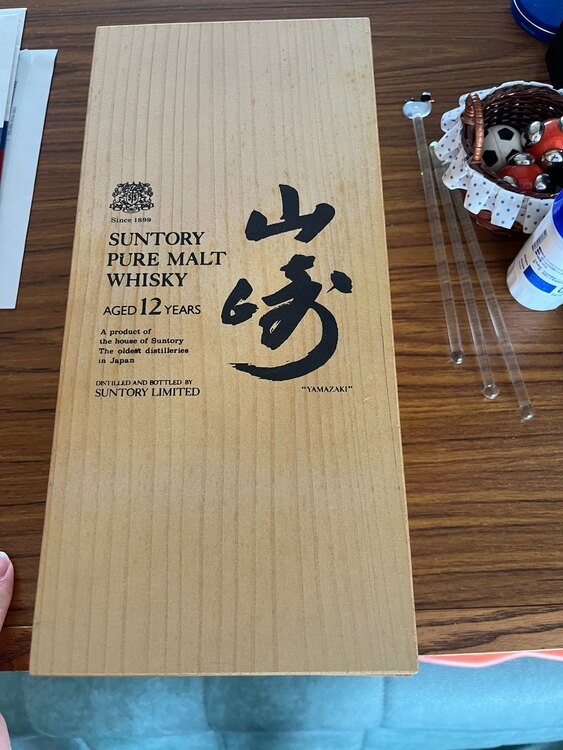 Since 1899
SUNTORY
PURE MALT
WHISKY
AGED 12 YEARS
A product of
the house of Suntory
The oldest distilleries
in Japan
DISTILLED AND BOTTLED BY
SUNTORY LIMITED
山
崎
"YAMAZAKI"